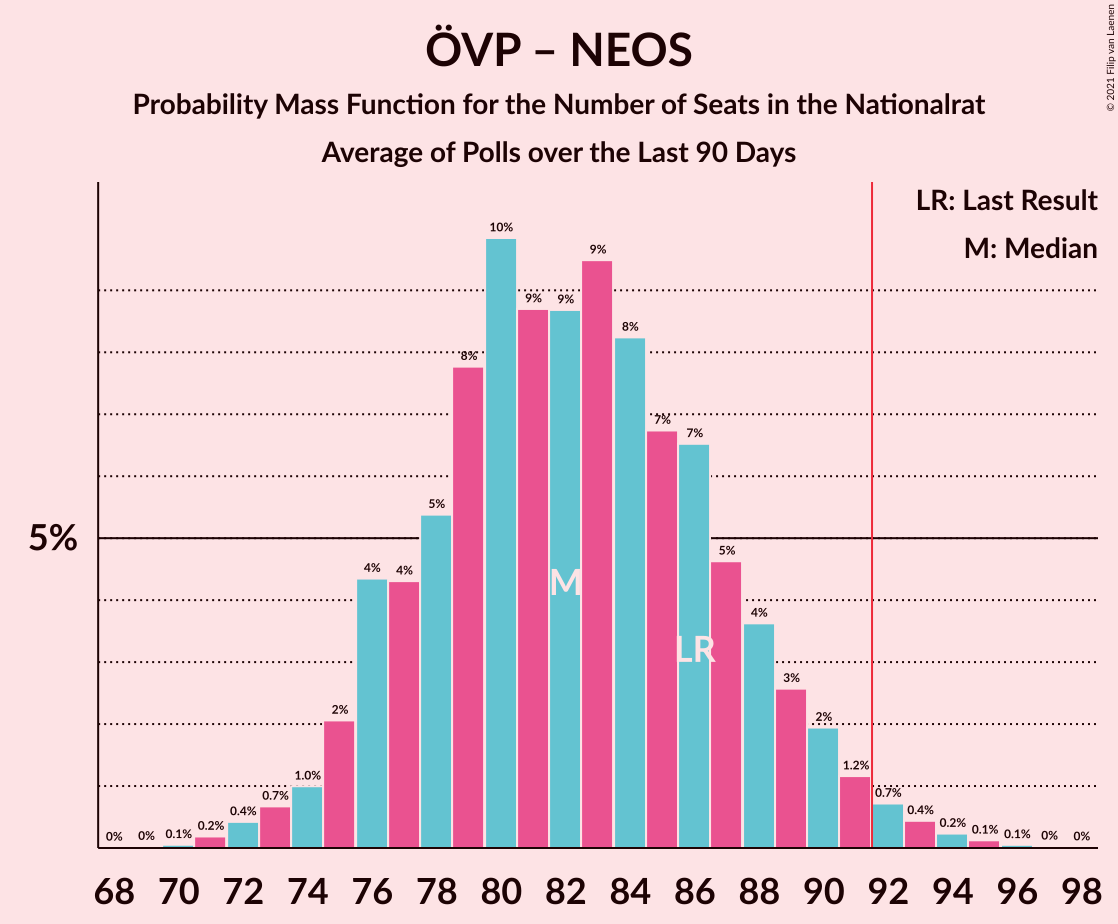 ÖVP – NEOS
Probability Mass Function for the Number of Seats in the Nationalrat
Average of Polls over the Last 90 Days
© 2021 Filip van Laenen
LR: Last Result
M: Median
5%
0% 0% 0.1% 0.2% 0.4% 0.7% 1.0% 2% 4% 4% 5% 8% 10% 9% 9% 9% 8% 7% 7% 5% 4% 3% 2% 1.2% 0.7% 0.4% 0.2% 0.1% 0.1% 0% 0%
M
LR
68 70 72 74 76 78 80 82 84 86 88 90 92 94 96 98